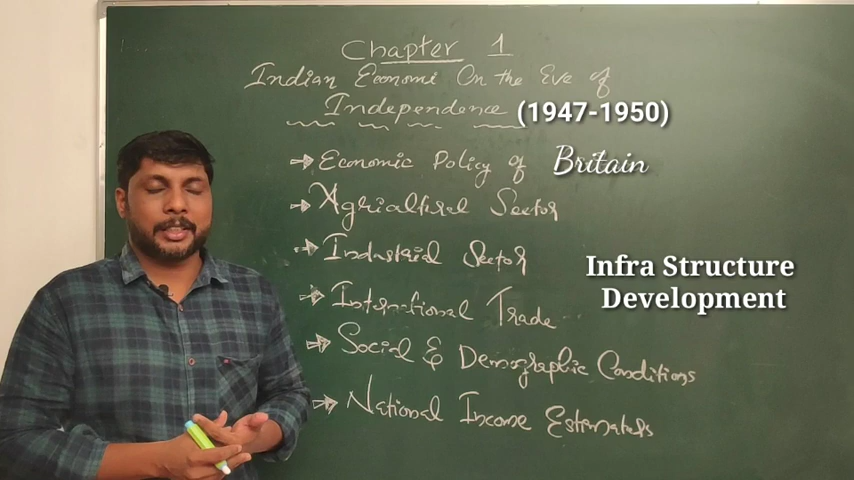 Chapter 1
Indian Economi On the Eve of
Independence (1947-1950)
Economic Policy of Britain
Agricultural Sector
Industrial Sector
Infra Structure
Development
International Trade
Social & Demographic Conditions
National Income Estimates